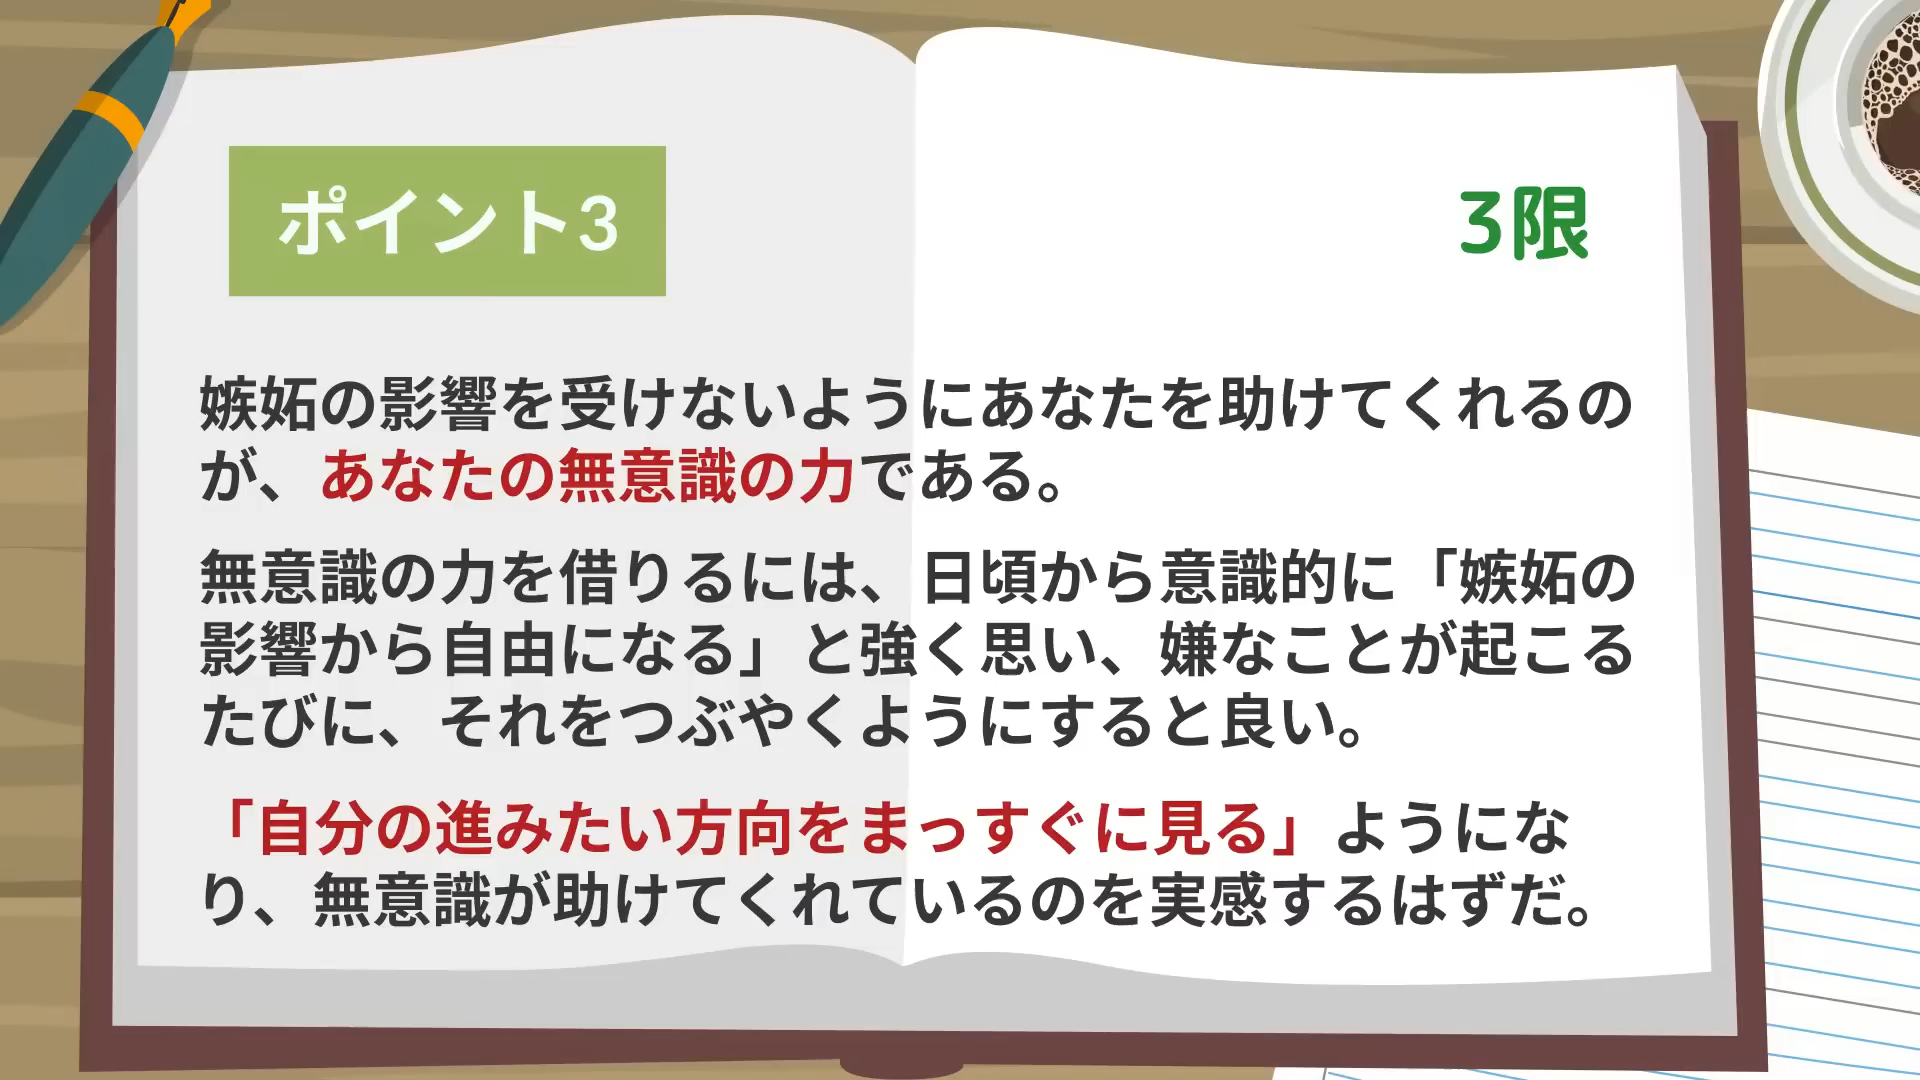 ポイント3
3限
嫉妬の影響を受けないようにあなたを助けてくれるの
が、あなたの無意識の力である。
無意識の力を借りるには、日頃から意識的に「嫉妬の
影響から自由になる」と強く思い、嫌なことが起こる
たびに、それをつぶやくようにすると良い。
「自分の進みたい方向をまっすぐに見る」ようにな
り、無意識が助けてくれているのを実感するはずだ。